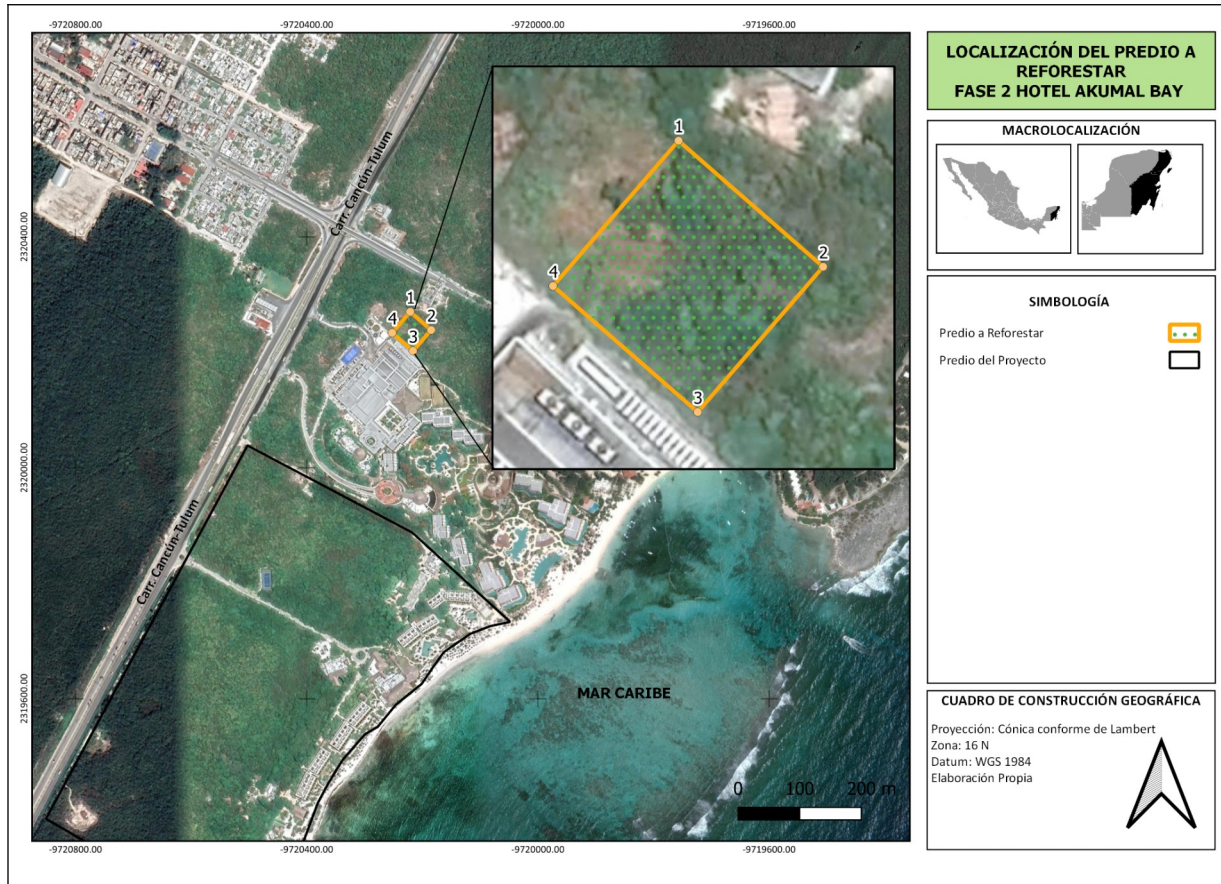 -9720800.00
-9720400.00
-9720000.00
-9719600.00
LOCALIZACIÓN DEL PREDIO A
REFORESTAR
FASE 2 HOTEL AKUMAL BAY
MACROLOCALIZACIÓN
SIMBOLOGÍA
Predio a Reforestar
Predio del Proyecto
CUADRO DE CONSTRUCCIÓN GEOGRÁFICA
Proyección: Cónica conforme de Lambert
Zona: 16 N
Datum: WGS 1984
Elaboración Propia
2320400.00
2320000.00
2319600.00
Carr. Cancún-Tulum
Carr. Cancún-Tulum
1
2
3
4
1
2
3
4
MAR CARIBE
0 100 200 m
-9720800.00
-9720400.00
-9720000.00
-9719600.00